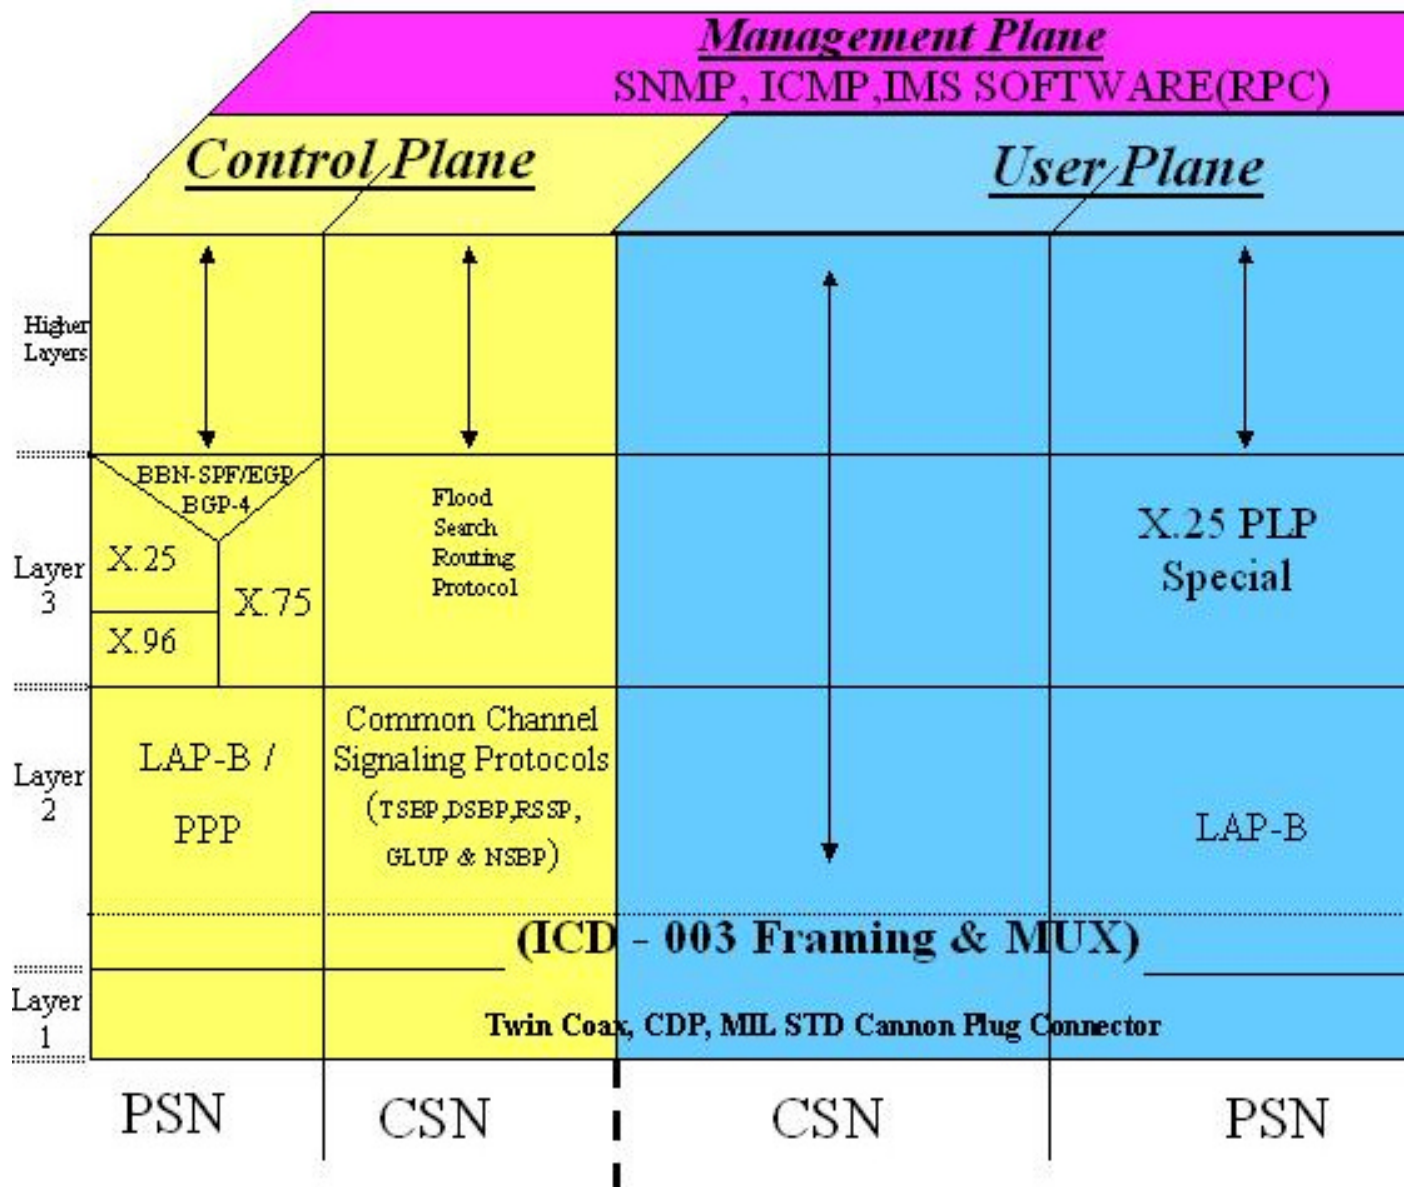 Management Plane
SNMP, ICMP,IMS SOFTWARE(RPC)
Control Plane
User Plane
Higher
Layers
BBN-SPF/EGP
BGP-4
X.25
X.75
X.96
Flood
Search
Routing
Protocol
X.25 PLP
Special
Layer
3
LAP-B /
PPP
Common Channel
Signaling Protocols
(TSBP,DSBP,RSSP,
GLUP & NSBP)
LAP-B
Layer
2
(ICD - 003 Framing & MUX)
Layer
1
Twin Coax, CDP, MIL STD Cannon Plug Connector
PSN
CSN
CSN
PSN